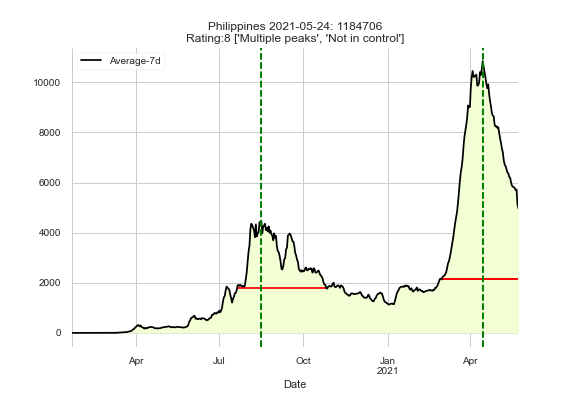 Philippines 2021-05-24: 1184706
Rating:8 ['Multiple peaks', 'Not in control']
Average-7d
10000
8000
6000
4000
2000
0
Apr
Jul
Oct
Jan
2021
Apr
Date